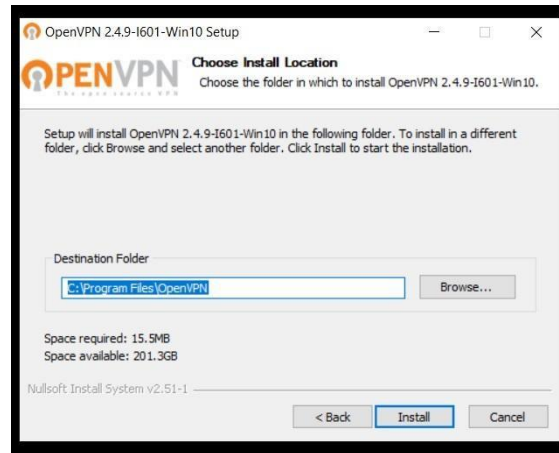 OpenVPN 2.4.9-I601-Win10 Setup
OPENVPN
The open source VPN
Choose Install Location
Choose the folder in which to install OpenVPN 2.4.9-I601-Win10.
Setup will install OpenVPN 2.4.9-I601-Win10 in the following folder. To install in a different
folder, click Browse and select another folder. Click Install to start the installation.
Destination Folder
C:\Program Files\OpenVPN
Browse...
Space required: 15.5MB
Space available: 201.3GB
Nullsoft Install System v2.51-1
< Back
Install
Cancel